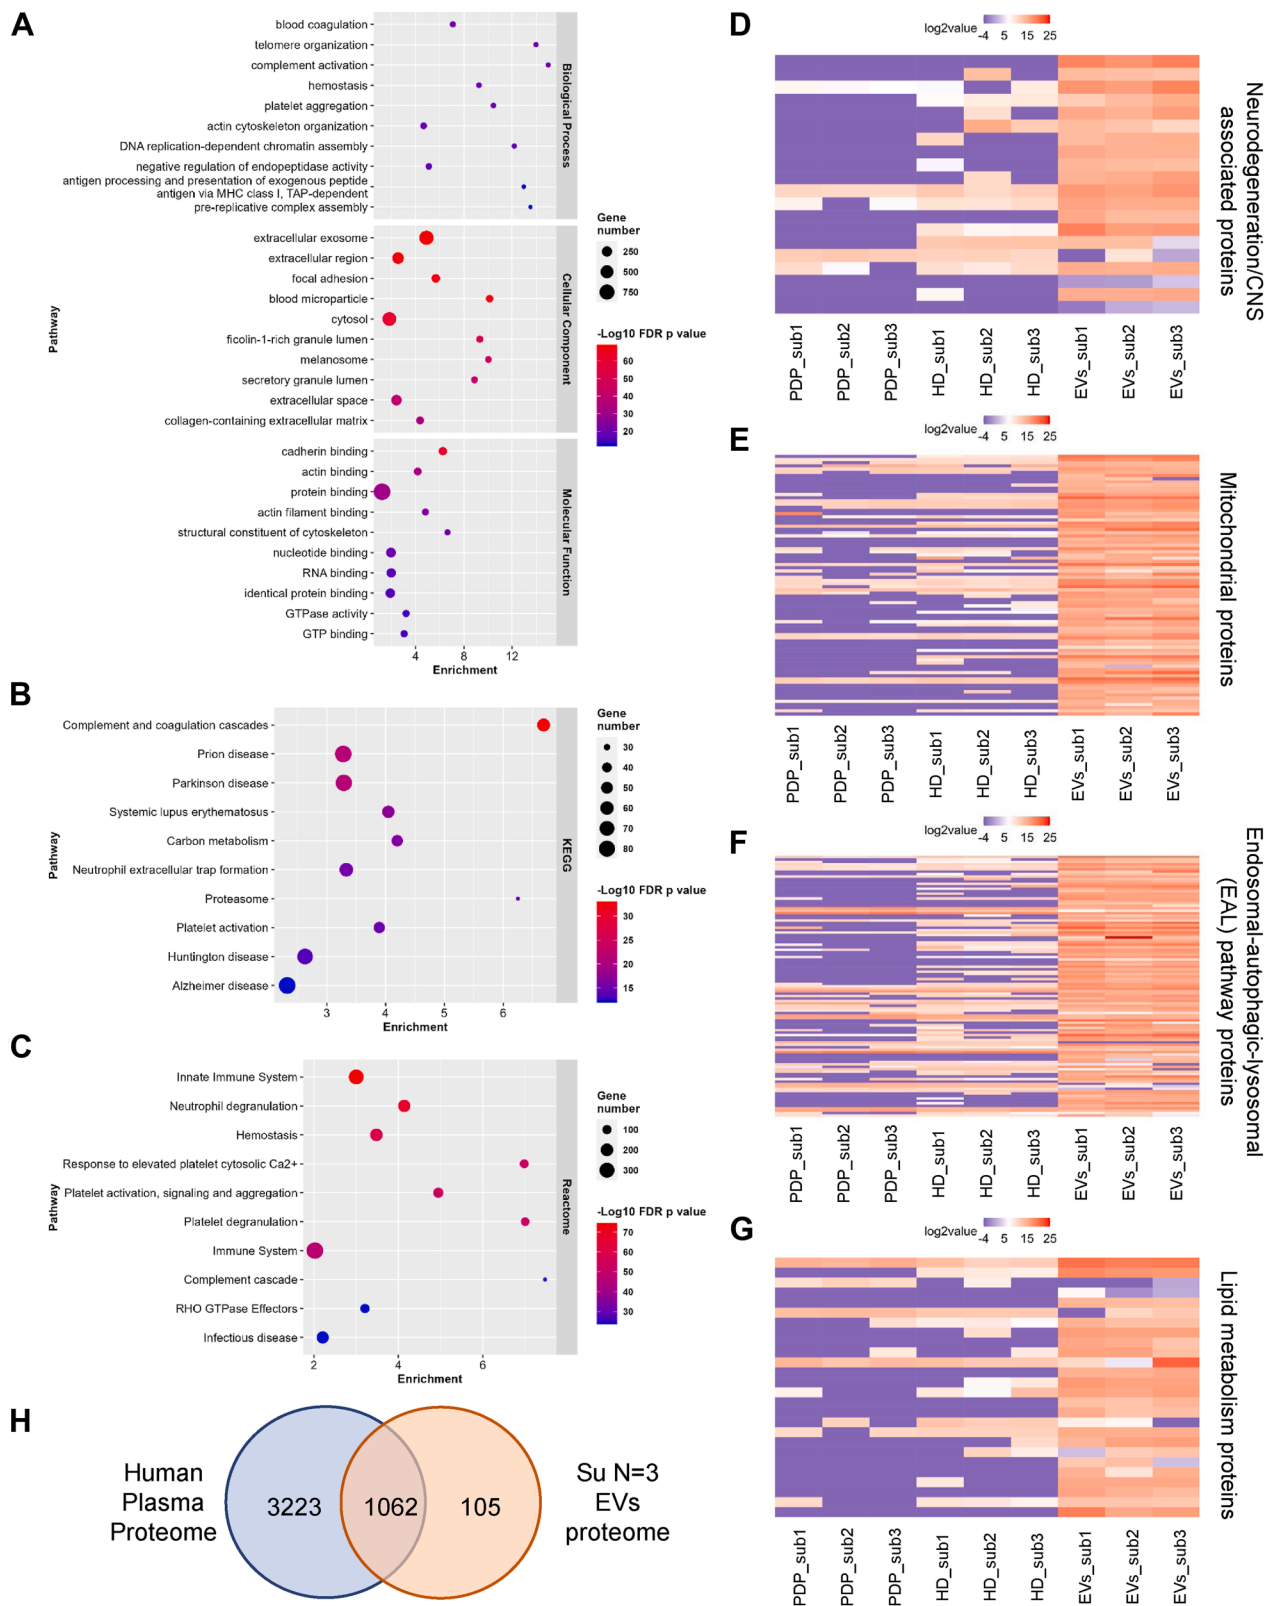 A
blood coagulation
telomere organization
complement activation
hemostasis
platelet aggregation
actin cytoskeleton organization
DNA replication-dependent chromatin assembly
negative regulation of endopeptidase activity
antigen processing and presentation of exogenous peptide
antigen via MHC class I, TAP-dependent
pre-replicative complex assembly
Biological Process
extracellular exosome
extracellular region
focal adhesion
blood microparticle
cytosol
ficolin-1-rich granule lumen
melanosome
secretory granule lumen
extracellular space
collagen-containing extracellular matrix
Cellular Component
cadherin binding
actin binding
protein binding
actin filament binding
structural constituent of cytoskeleton
nucleotide binding
RNA binding
identical protein binding
GTPase activity
GTP binding
Molecular Function
4 8 12
Enrichment
Pathway
Gene
number
250
500
750
-Log10 FDR p value
60
50
40
30
20
B
Complement and coagulation cascades
Prion disease
Parkinson disease
Systemic lupus erythematosus
Carbon metabolism
Neutrophil extracellular trap formation
Proteasome
Platelet activation
Huntington disease
Alzheimer disease
KEGG
3 4 5 6
Enrichment
Pathway
Gene
number
30
40
50
60
70
80
-Log10 FDR p value
30
25
20
15
C
Innate Immune System
Neutrophil degranulation
Hemostasis
Response to elevated platelet cytosolic Ca2+
Platelet activation, signaling and aggregation
Platelet degranulation
Immune System
Complement cascade
RHO GTPase Effectors
Infectious disease
Reactome
2 4 6
Enrichment
Pathway
Gene
number
100
200
300
-Log10 FDR p value
70
60
50
40
30
D
log2value
-4 5 15 25
PDP_sub1 PDP_sub2 PDP_sub3 HD_sub1 HD_sub2 HD_sub3 EVs_sub1 EVs_sub2 EVs_sub3
Neurodegeneration/CNS
associated proteins
E
log2value
-4 5 15 25
PDP_sub1 PDP_sub2 PDP_sub3 HD_sub1 HD_sub2 HD_sub3 EVs_sub1 EVs_sub2 EVs_sub3
Mitochondrial proteins
F
log2value
-4 5 15 25
PDP_sub1 PDP_sub2 PDP_sub3 HD_sub1 HD_sub2 HD_sub3 EVs_sub1 EVs_sub2 EVs_sub3
Endosomal-autophagic-lysosomal
(EAL) pathway proteins
G
log2value
-4 5 15 25
PDP_sub1 PDP_sub2 PDP_sub3 HD_sub1 HD_sub2 HD_sub3 EVs_sub1 EVs_sub2 EVs_sub3
Lipid metabolism proteins
H
Human
Plasma
Proteome
3223 1062 105
Su N=3
EVs
proteome